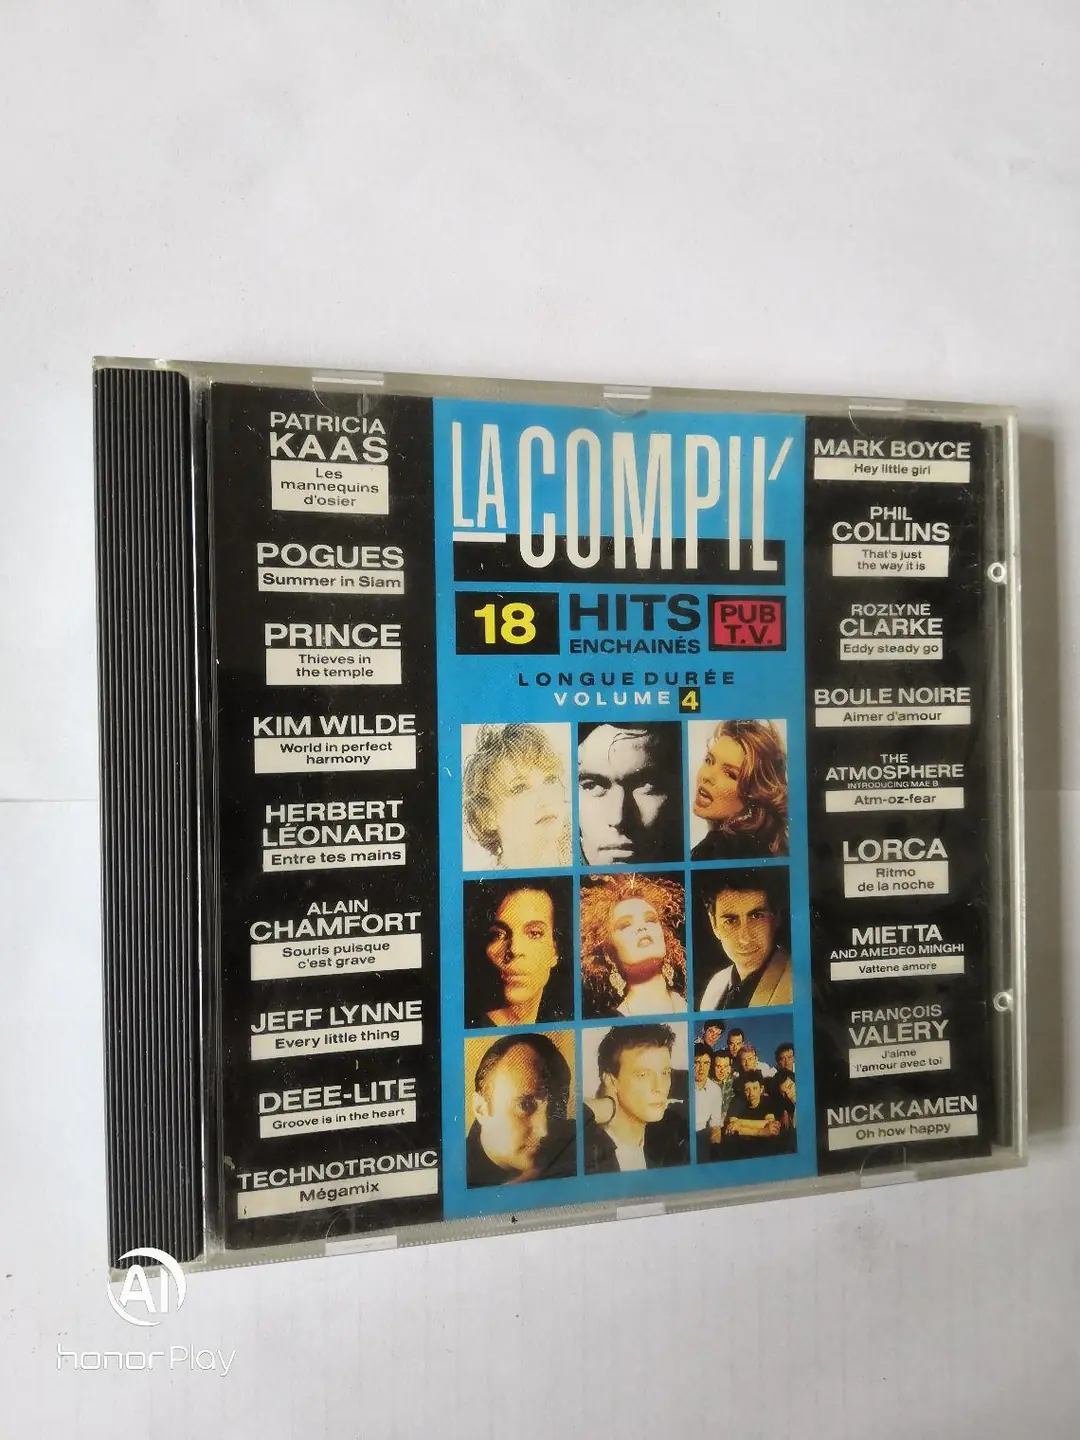 PATRICIA
KAAS
Les
mannequins
d'osier
POGUES
Summer in Siam
PRINCE
Thieves in
the temple
KIM WILDE
World in perfect
harmony
HERBERT
LÉONARD
Entre tes mains
ALAIN
CHAMFORT
Souris puisque
c'est grave
JEFF LYNNE
Every little thing
DEEE-LITE
Groove is in the heart
TECHNOTRONIC
Mégamix
LA COMPIL'
18
HITS
ENCHAINÉS
PUB
T.V.
LONGUE DURÉE
VOLUME 4
MARK BOYCE
Hey little girl
PHIL
COLLINS
That's just
the way it is
ROZLYNE
CLARKE
Eddy steady go
BOULE NOIRE
Aimer d'amour
THE
ATMOSPHERE
INTRODUCING MAE B.
Atm-oz-fear
LORCA
Ritmo
de la noche
MIETTA
AND AMEDEO MINGHI
Vattene amore
FRANÇOIS
VALÉRY
J'aime
l'amour avec toi
NICK KAMEN
Oh how happy
AI
honor Play